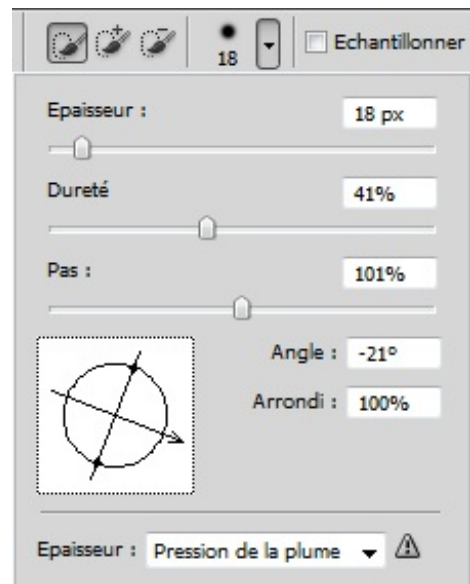 18 Echantillonner
Epaisseur : 18 px
Dureté 41%
Pas : 101%
Angle : -21°
Arrondi : 100%
Epaisseur : Pression de la plume